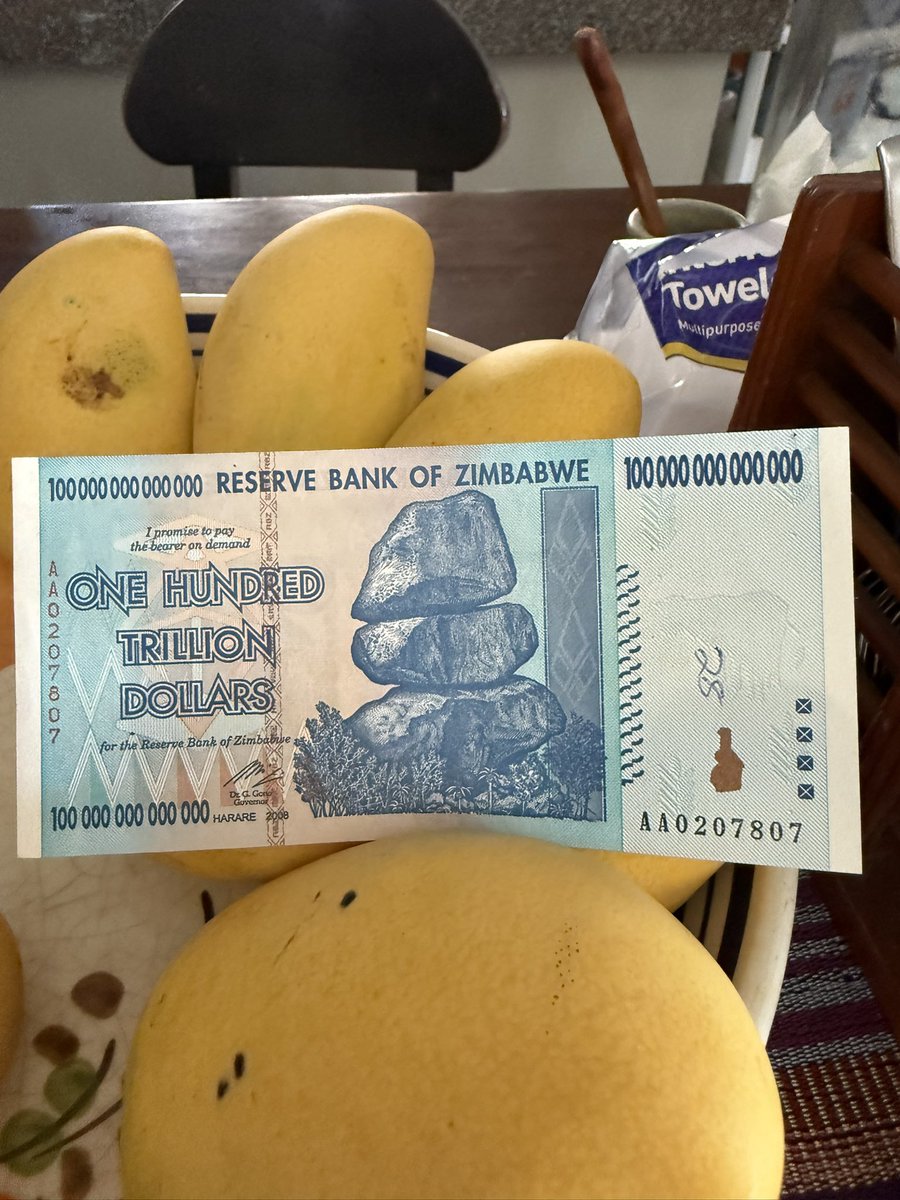 Towel
Multipurpose
100 000 000 000 000
RESERVE BANK OF ZIMBABWE
100 000 000 000 000
I promise to pay
the bearer on demand
ONE HUNDRED
TRILLION
DOLLARS
for the Reserve Bank of Zimbabwe
Dr. G. Gono
Governor
100 000 000 000 000
HARARE 2008
AA0207807
RBZ
AA0207807